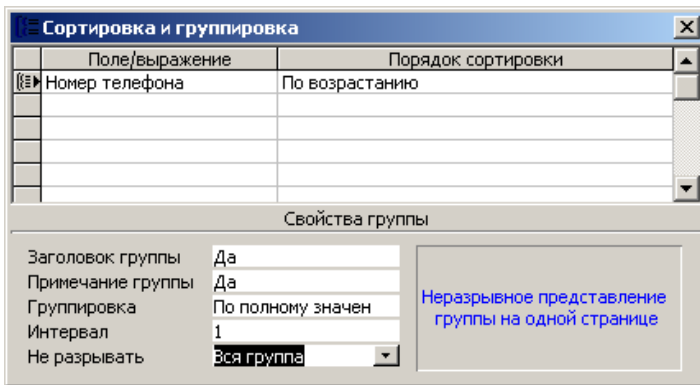 Сортировка и группировка
Поле/выражение Порядок сортировки
Номер телефона По возрастанию
Свойства группы
Заголовок группы Да
Примечание группы Да
Группировка По полному значен
Интервал 1
Не разрывать Вся группа
Неразрывное представление
группы на одной странице